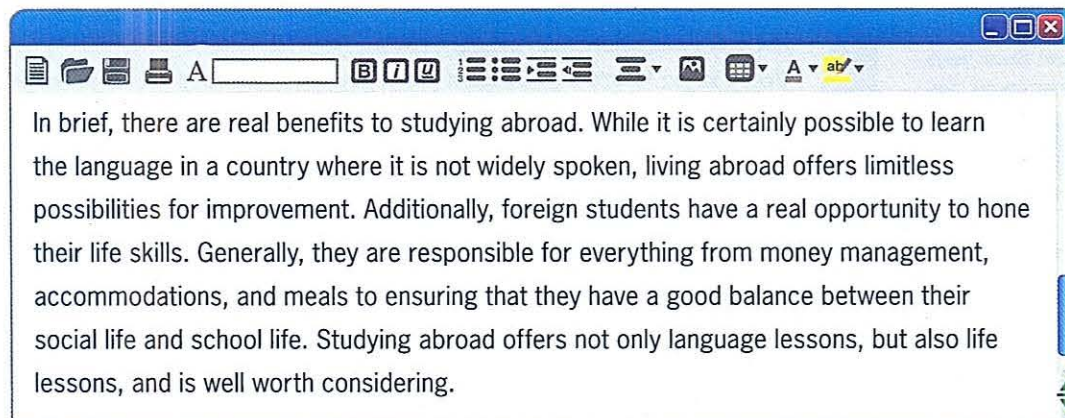 A
B i u
A ab
In brief, there are real benefits to studying abroad. While it is certainly possible to learn
the language in a country where it is not widely spoken, living abroad offers limitless
possibilities for improvement. Additionally, foreign students have a real opportunity to hone
their life skills. Generally, they are responsible for everything from money management,
accommodations, and meals to ensuring that they have a good balance between their
social life and school life. Studying abroad offers not only language lessons, but also life
lessons, and is well worth considering.